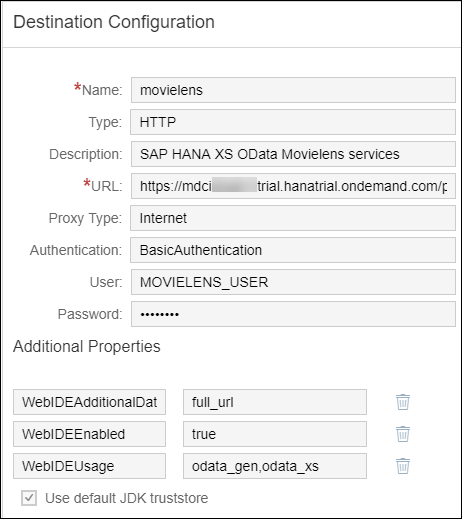 Destination Configuration
*Name: movielens
Type: HTTP
Description: SAP HANA XS OData Movielens services
*URL: https://mdci trial.hanatrial.ondemand.com/p
Proxy Type: Internet
Authentication: BasicAuthentication
User: MOVIELENS_USER
Password: ••••••••
Additional Properties
WebIDEAdditionalDat full_url
WebIDEEnabled true
WebIDEUsage odata_gen,odata_xs
Use default JDK truststore